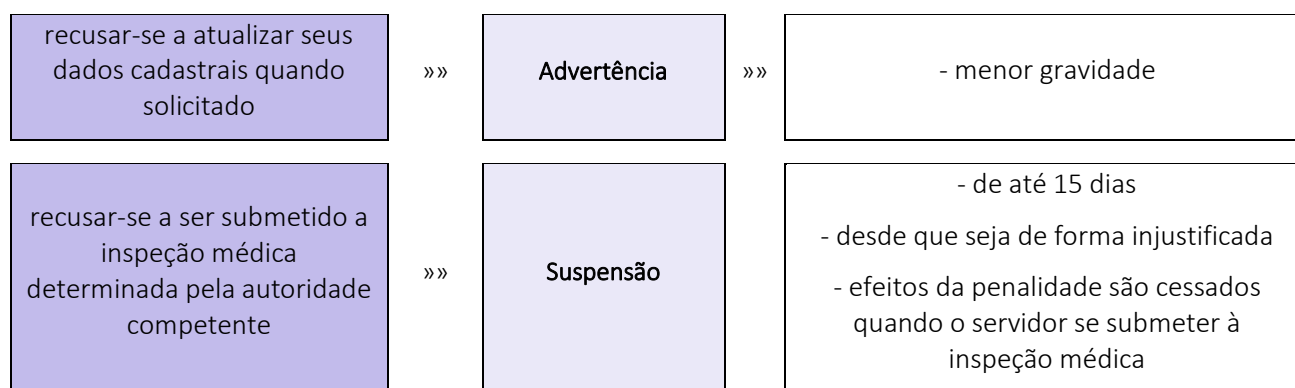 recusar-se a atualizar seus
dados cadastrais quando
solicitado
»»
Advertência
»»
- menor gravidade
recusar-se a ser submetido a
inspeção médica
determinada pela autoridade
competente
»»
Suspensão
- de até 15 dias
- desde que seja de forma injustificada
- efeitos da penalidade são cessados
quando o servidor se submeter à
inspeção médica